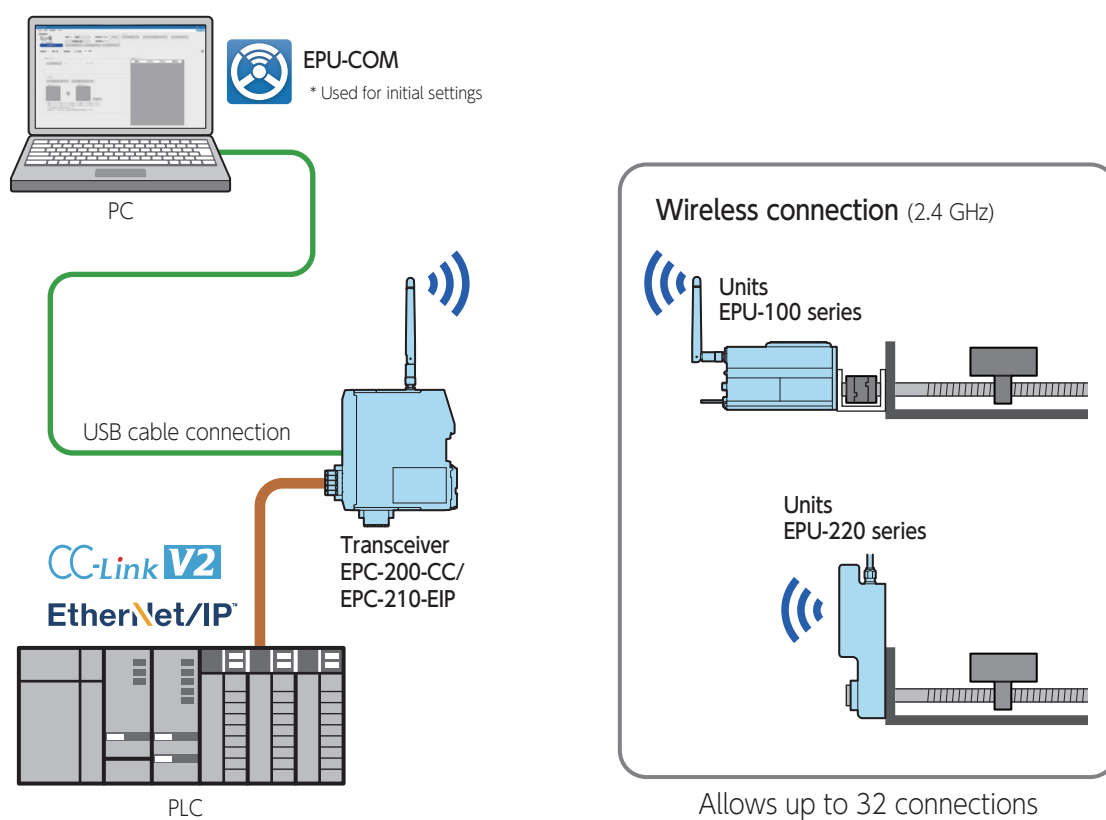 EPU-COM
* Used for initial settings
PC
Wireless connection (2.4 GHz)
Units
EPU-100 series
USB cable connection
Units
EPU-220 series
Transceiver
EPC-200-CC/
EPC-210-EIP
CC-Link V2
EtherNet/IP™
PLC
Allows up to 32 connections